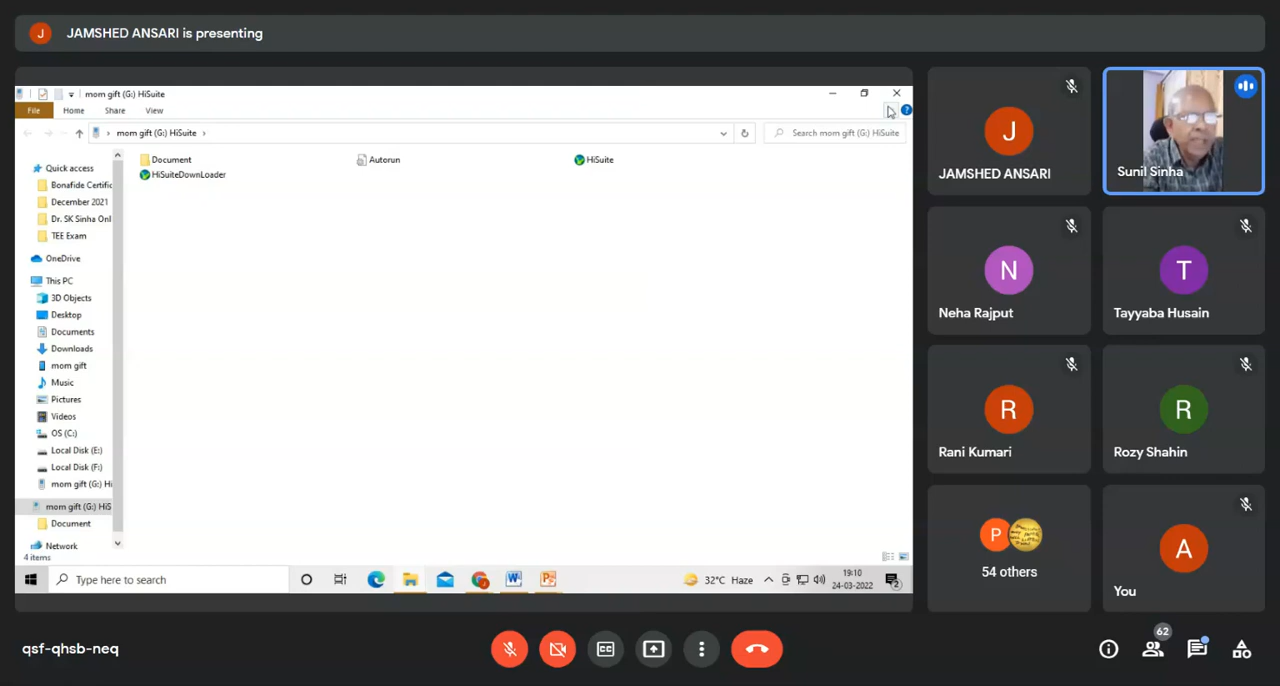 J JAMSHED ANSARI is presenting
mom gift (G:) HiSuite
File Home Share View
mom gift (G:) HiSuite
Search mom gift (G:) HiSuite
Quick access
Bonafide Certific
December 2021
Dr. SK Sinha Onl
TEE Exam
OneDrive
This PC
3D Objects
Desktop
Documents
Downloads
mom gift
Music
Pictures
Videos
OS (C:)
Local Disk (E:)
Local Disk (F:)
mom gift (G:) Hi
mom gift (G:) HiS
Document
Network
4 items
Document Autorun HiSuite
HiSuiteDownLoader
Type here to search
32°C Haze
19:10
24-03-2022
2
J
JAMSHED ANSARI
Sunil Sinha
N
Neha Rajput
T
Tayyaba Husain
R
Rani Kumari
R
Rozy Shahin
P
54 others
A
You
qsf-qhsb-neq
CC
62